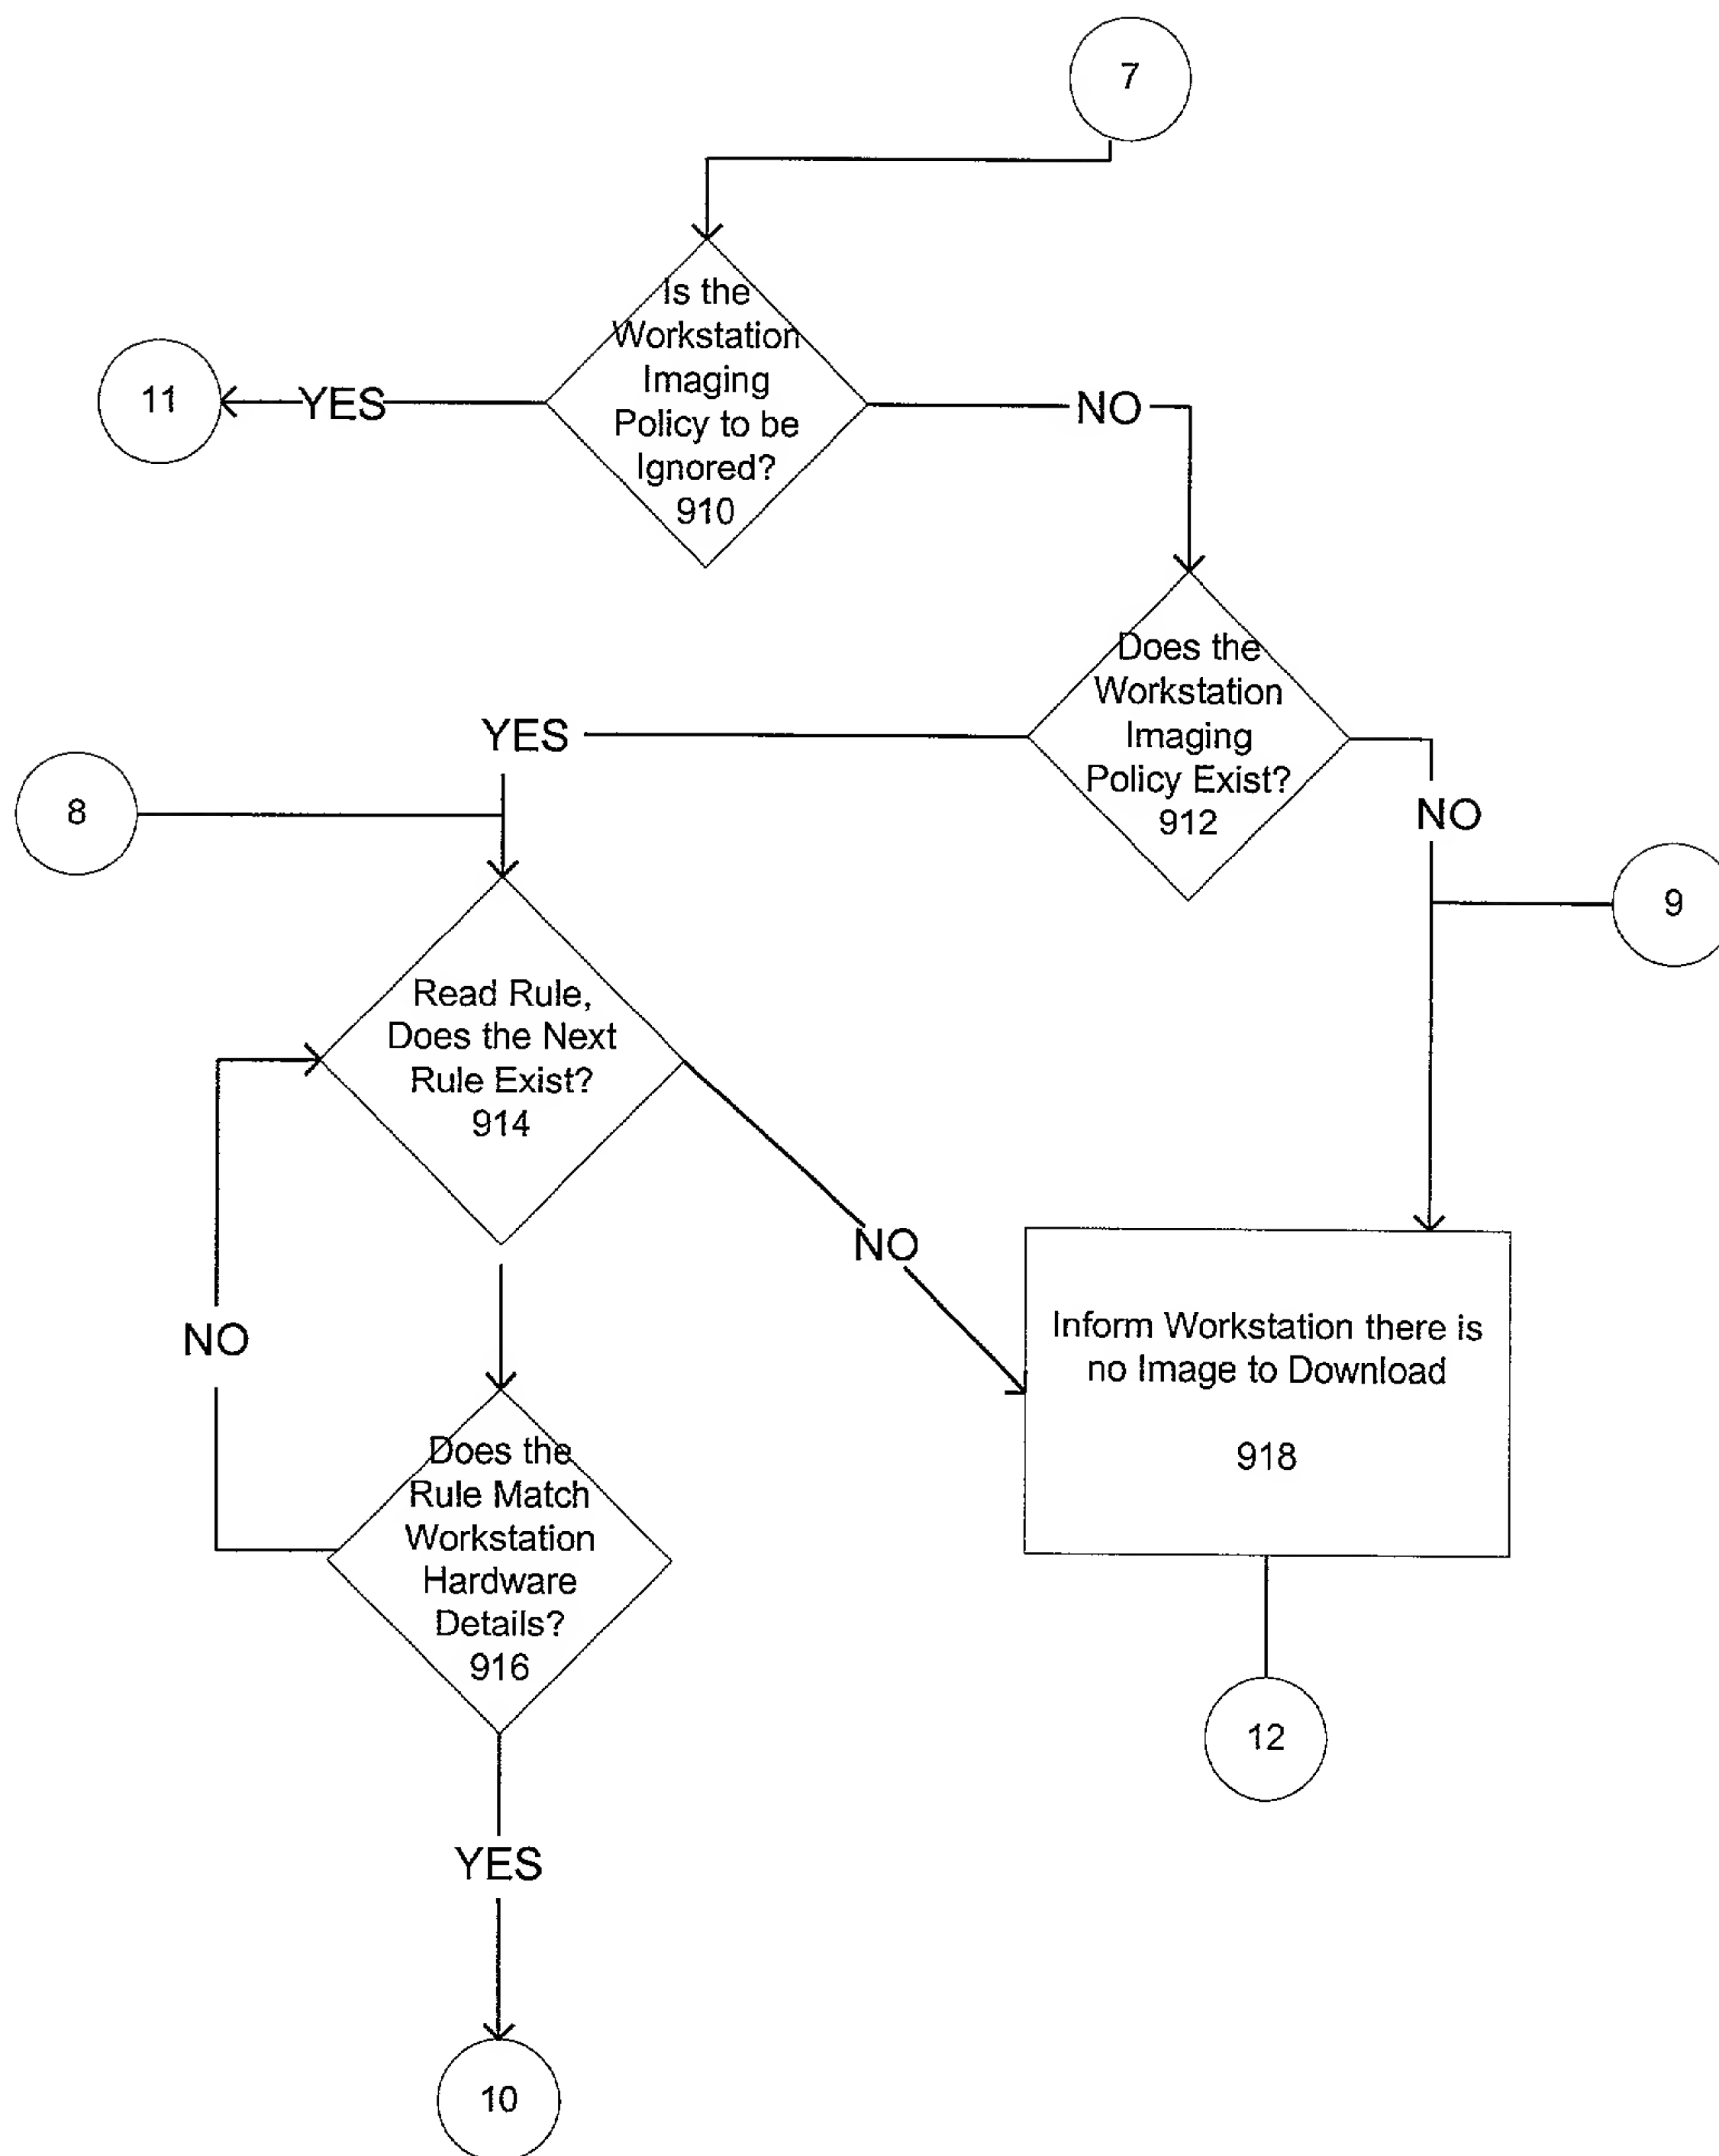 7
Is the
Workstation
Imaging
Policy to be
Ignored?
910
11
YES
NO
Does the
Workstation
Imaging
Policy Exist?
912
YES
NO
8
9
Read Rule,
Does the Next
Rule Exist?
914
NO
NO
Inform Workstation there is
no Image to Download
918
Does the
Rule Match
Workstation
Hardware
Details?
916
12
YES
10